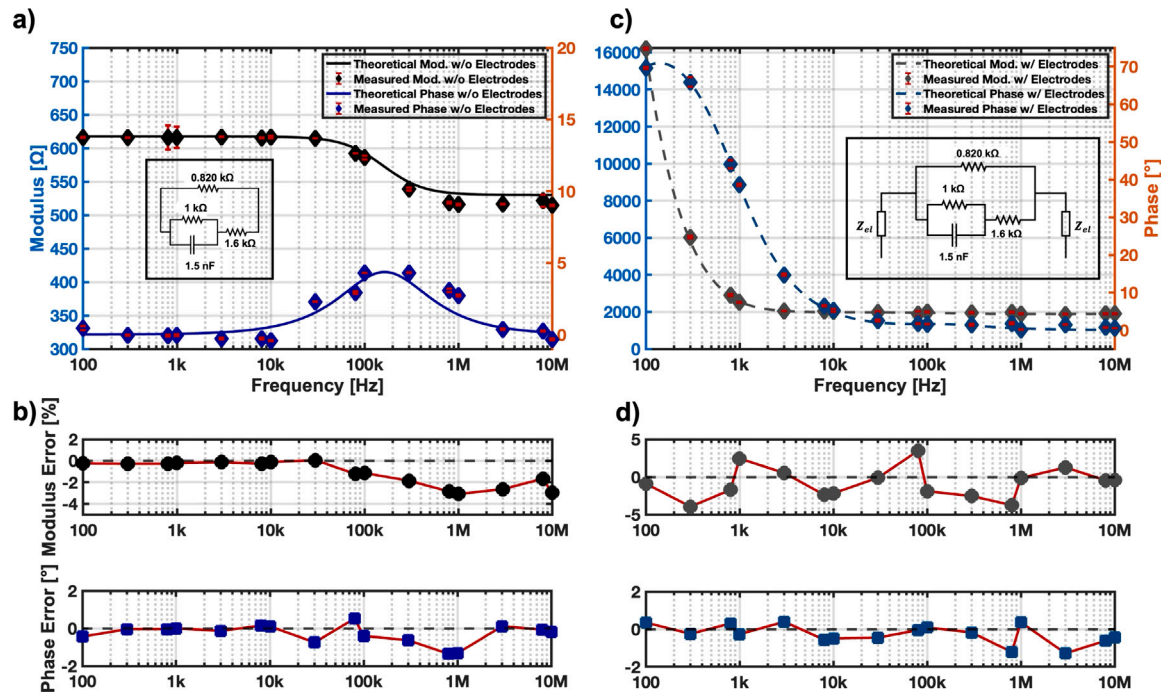 a)
750
700
650
600
550
500
450
400
350
300
Modulus [Ω]
20
15
10
5
0
100
1k
10k
100k
1M
10M
Frequency [Hz]
Theoretical Mod. w/o Electrodes
Measured Mod. w/o Electrodes
Theoretical Phase w/o Electrodes
Measured Phase w/o Electrodes
0.820 kΩ
1 kΩ
1.6 kΩ
1.5 nF
c)
16000
14000
12000
10000
8000
6000
4000
2000
0
70
60
50
40
30
20
10
0
Phase [°]
100
1k
10k
100k
1M
10M
Frequency [Hz]
Theoretical Mod. w/ Electrodes
Measured Mod. w/ Electrodes
Theoretical Phase w/ Electrodes
Measured Phase w/ Electrodes
0.820 kΩ
1 kΩ
Zel
1.6 kΩ
Zel
1.5 nF
b)
Modulus Error [%]
2
0
-2
-4
100
1k
10k
100k
1M
10M
Phase Error [°]
2
0
-2
100
1k
10k
100k
1M
10M
d)
5
0
-5
100
1k
10k
100k
1M
10M
2
0
-2
100
1k
10k
100k
1M
10M